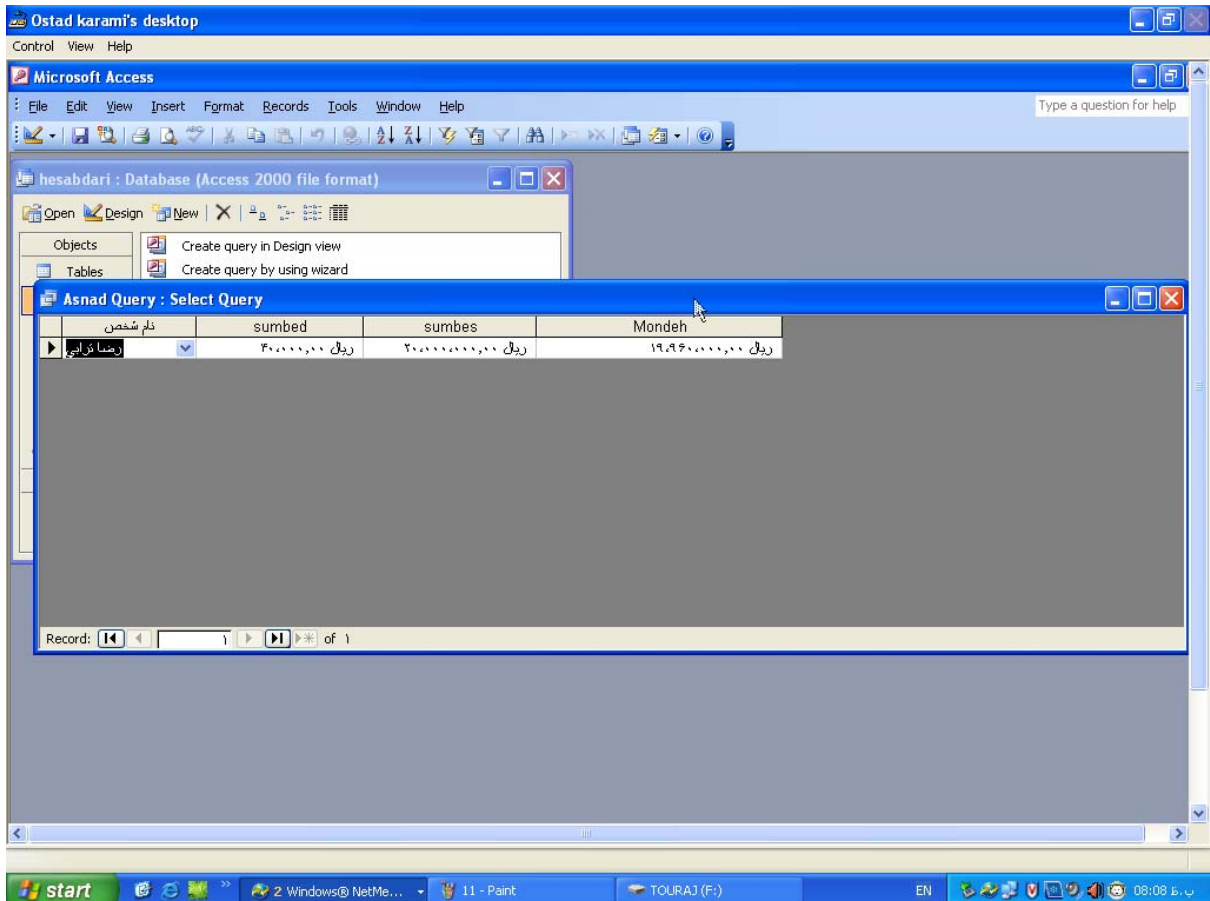 Ostad karami's desktop
Control View Help
Microsoft Access
File Edit View Insert Format Records Tools Window Help
Type a question for help
hesabdari : Database (Access 2000 file format)
Open Design New
Objects
Create query in Design view
Tables
Create query by using wizard
Asnad Query : Select Query
نام شخص sumbed sumbes Mondeh
رضا ترابي ریال ۴۰،۰۰۰,۰۰ ریال ۲۰،۰۰۰،۰۰۰,۰۰ ریال ۱۹،۹۶۰،۰۰۰,۰۰
Record: ۱ of ۱
start 2 Windows® NetMe... 11 - Paint TOURAJ (F:) EN 08:08 ب.ظ